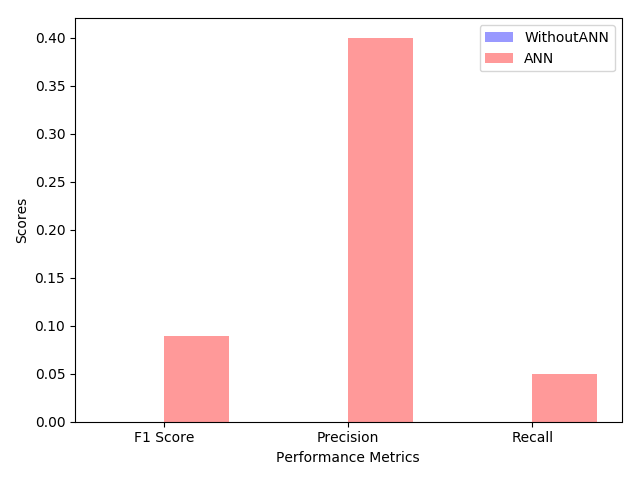 WithoutANN
ANN
0.40
0.35
0.30
0.25
0.20
0.15
0.10
0.05
0.00
Scores
F1 Score Precision Recall
Performance Metrics